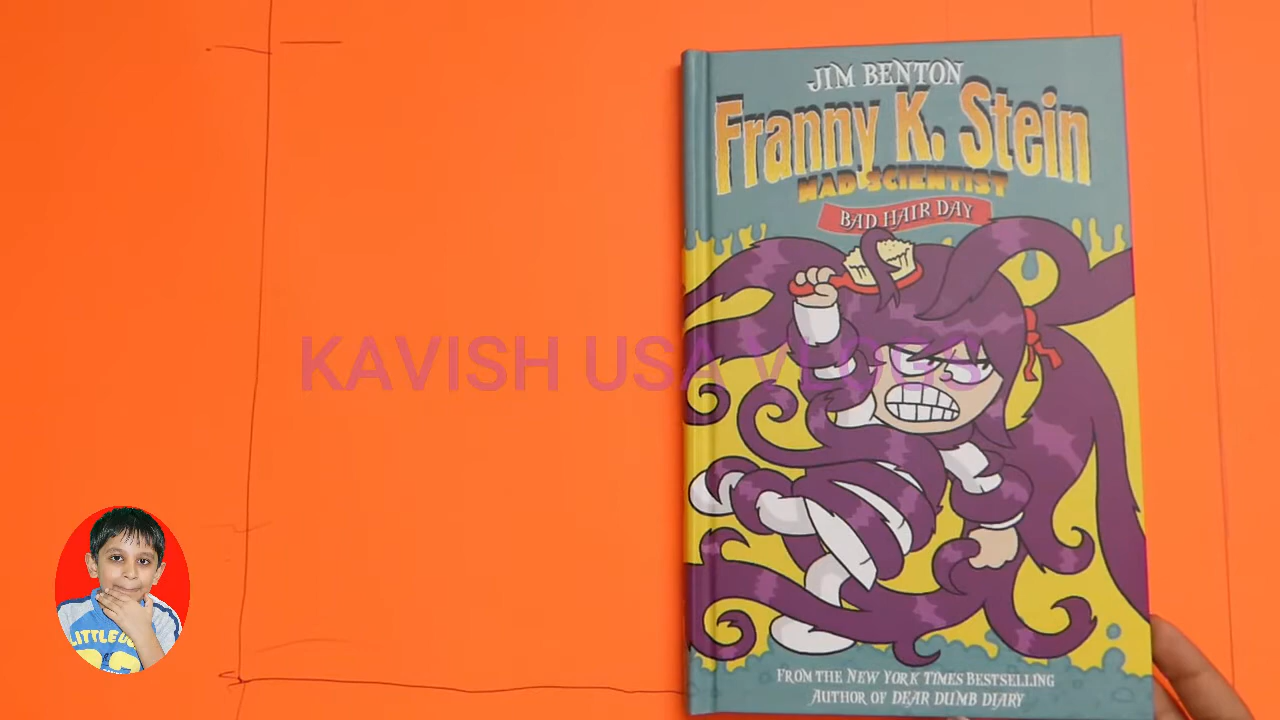 JIM BENTON
Franny K. Stein
MAD SCIENTIST
BAD HAIR DAY
KAVISH USA VLOGS
FROM THE NEW YORK TIMES BESTSELLING
AUTHOR OF DEAR DUMB DIARY